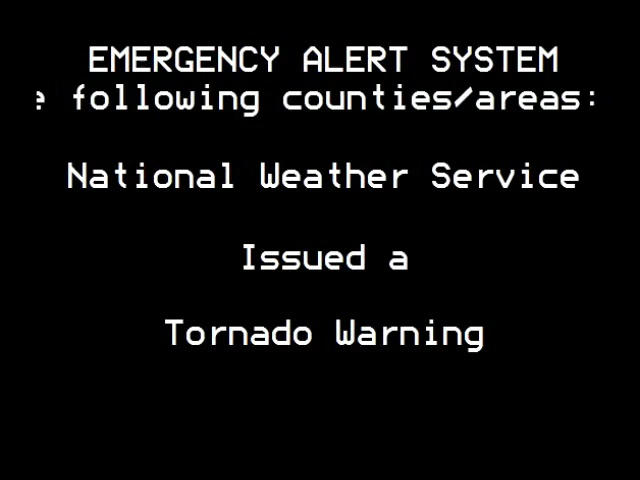 EMERGENCY ALERT SYSTEM
following counties/areas:
National Weather Service
Issued a
Tornado Warning